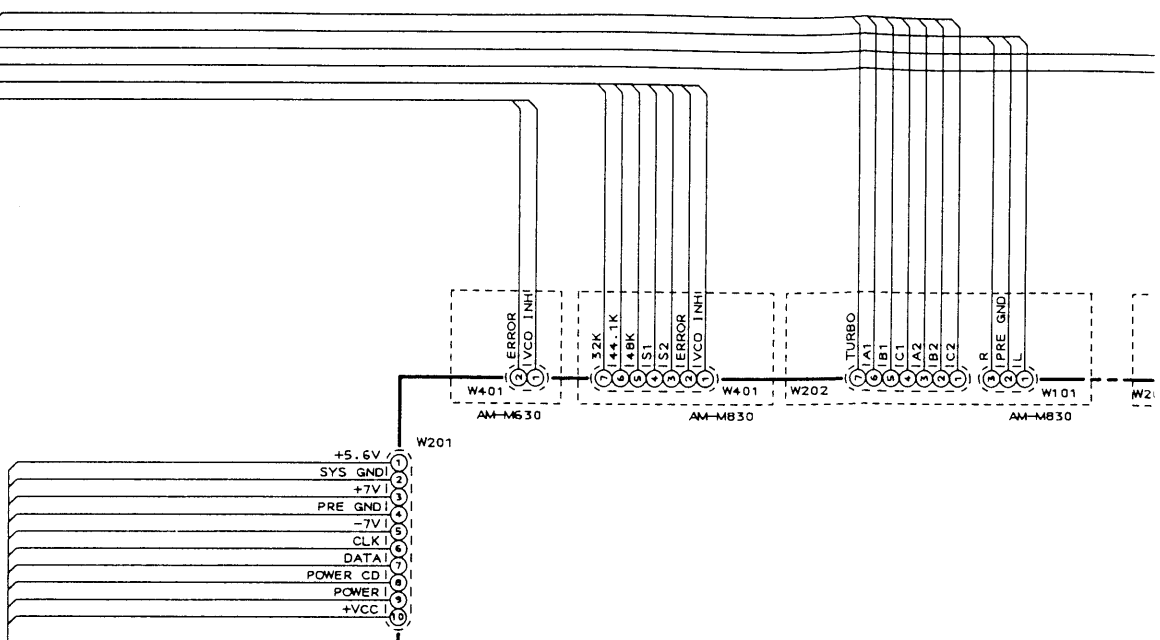 ERROR
VCO INH
2 1
W401
AM-M630
32K
44.1K
48K
S1
S2
ERROR
VCO INH
7 6 5 4 3 2 1
W401
AM-M830
TURBO
A1
B1
C1
A2
B2
C2
7 6 5 4 3 2 1
W202
R
PRE GND
L
3 2 1
W101
AM-M830
W201
+5.6V 1
SYS GND 2
+7V 3
PRE GND 4
-7V 5
CLK 6
DATA 7
POWER CD 8
POWER 9
+VCC 10